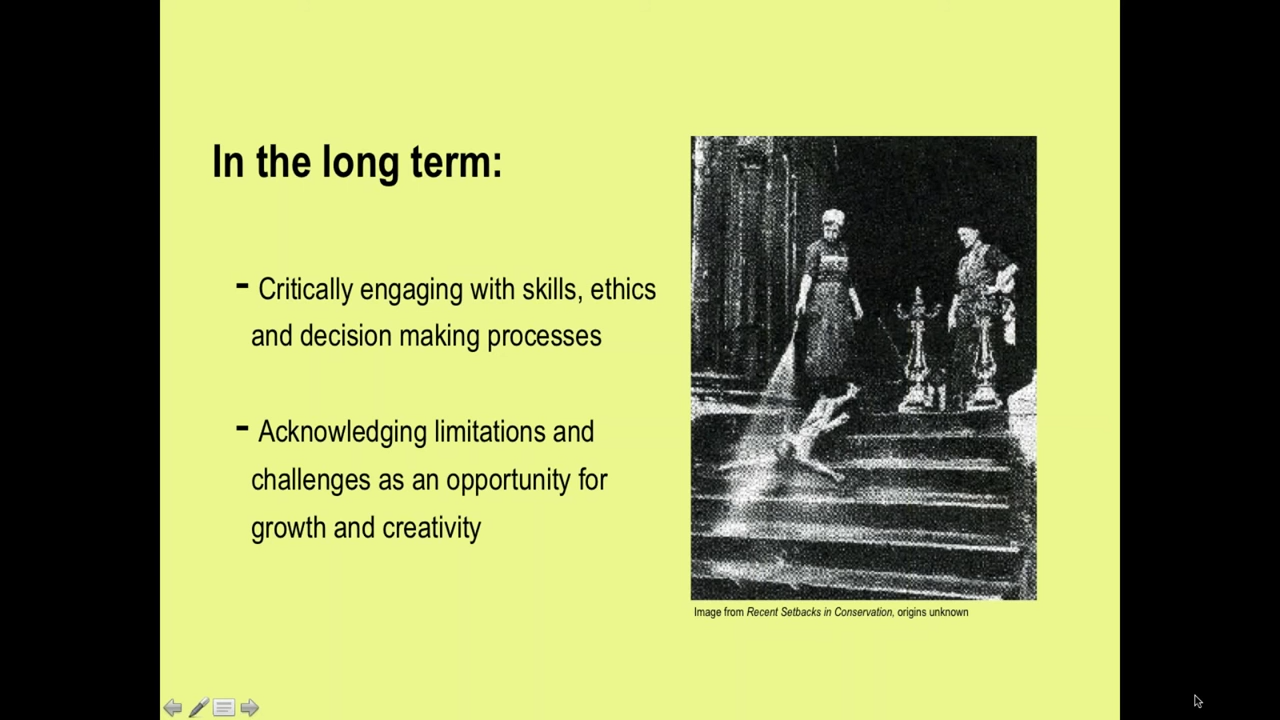 In the long term:
- Critically engaging with skills, ethics
and decision making processes
- Acknowledging limitations and
challenges as an opportunity for
growth and creativity
Image from Recent Setbacks in Conservation, origins unknown